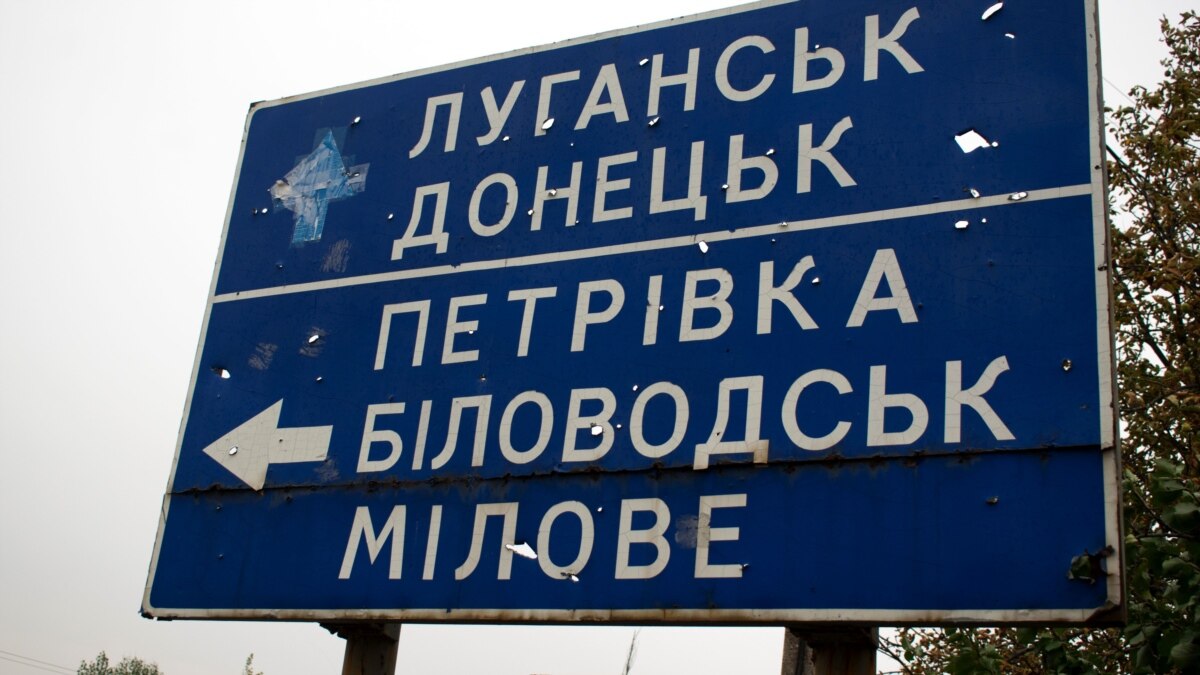 ЛУГАНСЬК
ДОНЕЦЬК
ПЕТРІВКА
БІЛОВОДСЬК
МІЛОВЕ